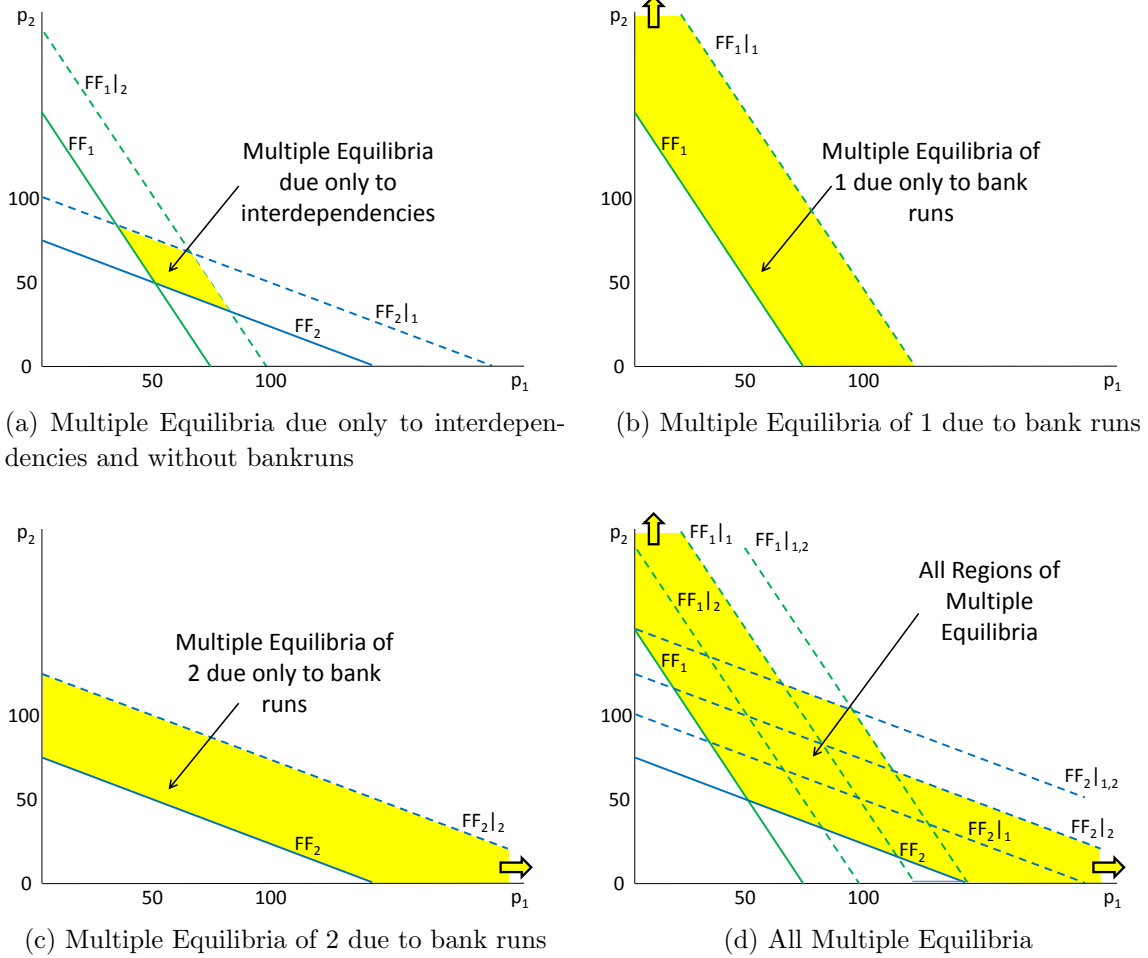 p2
FF1|2
FF1
Multiple Equilibria
due only to
interdependencies
100
50
0
FF2|1
FF2
50
100
p1
(a) Multiple Equilibria due only to interdepen-
dencies and without bankruns
p2
FF1|1
FF1
Multiple Equilibria of
1 due only to bank
runs
100
50
0
50
100
p1
(b) Multiple Equilibria of 1 due to bank runs
p2
Multiple Equilibria of
2 due only to bank
runs
100
50
0
FF2|2
FF2
50
100
p1
(c) Multiple Equilibria of 2 due to bank runs
p2
FF1|1
FF1|1,2
FF1|2
FF1
All Regions of
Multiple
Equilibria
100
50
0
FF2|1,2
FF2|1
FF2|2
FF2
50
100
p1
(d) All Multiple Equilibria